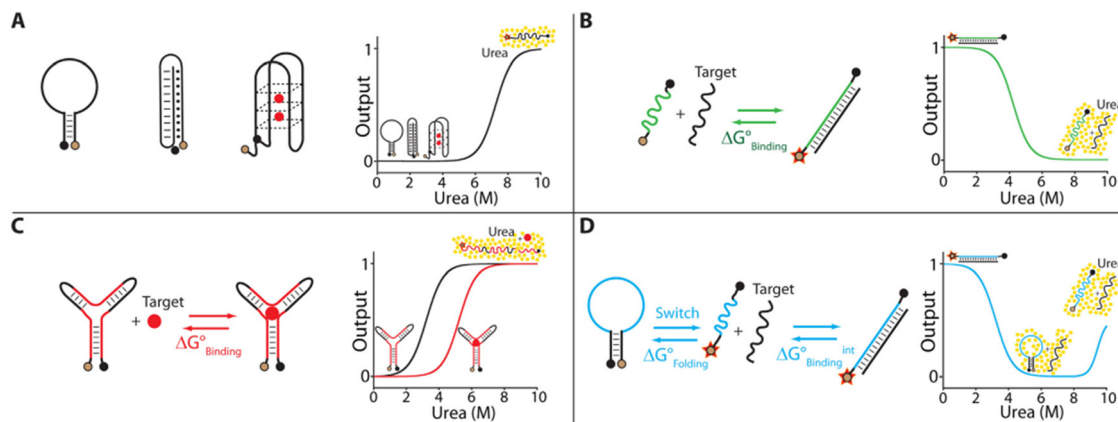 A
Output
1
0
Urea
0 2 4 6 8 10
Urea (M)
B
Target
+
ΔG°Binding
Output
1
0
Urea
+
0 2 4 6 8 10
Urea (M)
C
Target
+
ΔG°Binding
Output
1
0
Urea
+
0 2 4 6 8 10
Urea (M)
D
Switch
ΔG°Folding
Target
+
ΔG°Binding int
Output
1
0
Urea
+
+
0 2 4 6 8 10
Urea (M)